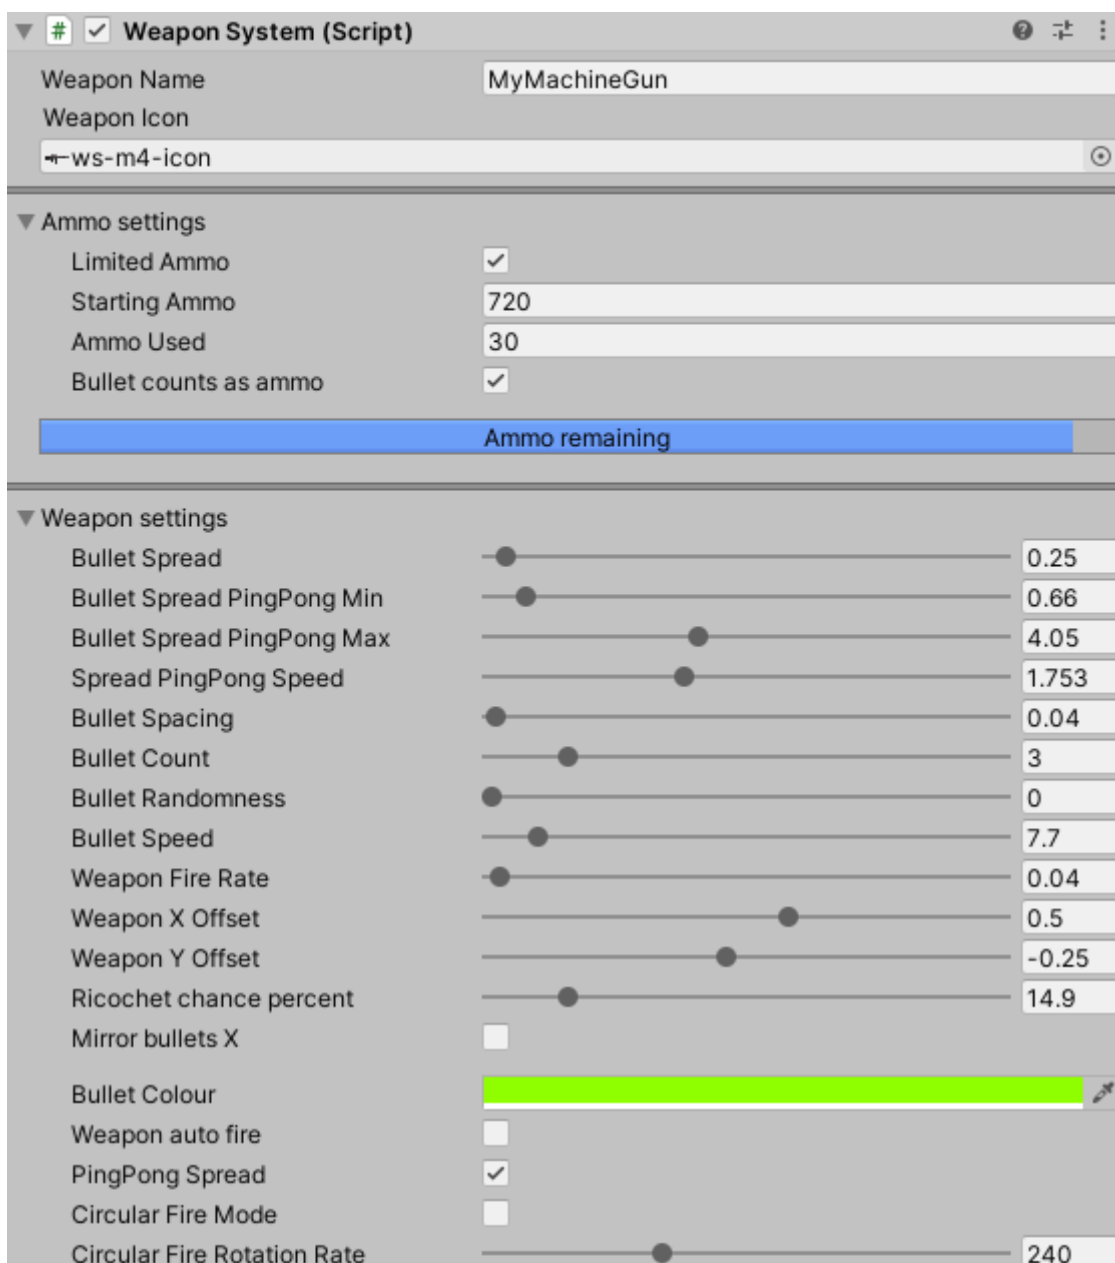 Weapon System (Script)
Weapon Name MyMachineGun
Weapon Icon
ws-m4-icon
Ammo settings
Limited Ammo
Starting Ammo 720
Ammo Used 30
Bullet counts as ammo
Ammo remaining
Weapon settings
Bullet Spread 0.25
Bullet Spread PingPong Min 0.66
Bullet Spread PingPong Max 4.05
Spread PingPong Speed 1.753
Bullet Spacing 0.04
Bullet Count 3
Bullet Randomness 0
Bullet Speed 7.7
Weapon Fire Rate 0.04
Weapon X Offset 0.5
Weapon Y Offset -0.25
Ricochet chance percent 14.9
Mirror bullets X
Bullet Colour
Weapon auto fire
PingPong Spread
Circular Fire Mode
Circular Fire Rotation Rate 240